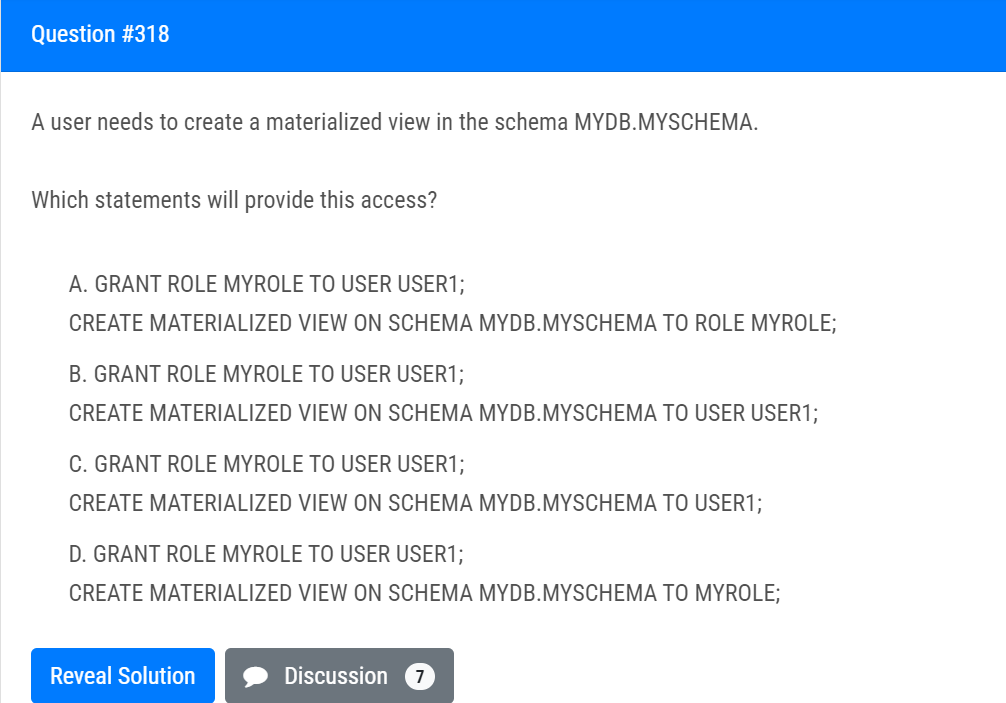 Question #318
A user needs to create a materialized view in the schema MYDB.MYSCHEMA.
Which statements will provide this access?
A. GRANT ROLE MYROLE TO USER USER1;
CREATE MATERIALIZED VIEW ON SCHEMA MYDB.MYSCHEMA TO ROLE MYROLE;
B. GRANT ROLE MYROLE TO USER USER1;
CREATE MATERIALIZED VIEW ON SCHEMA MYDB.MYSCHEMA TO USER USER1;
C. GRANT ROLE MYROLE TO USER USER1;
CREATE MATERIALIZED VIEW ON SCHEMA MYDB.MYSCHEMA TO USER1;
D. GRANT ROLE MYROLE TO USER USER1;
CREATE MATERIALIZED VIEW ON SCHEMA MYDB.MYSCHEMA TO MYROLE;
Reveal Solution Discussion 7